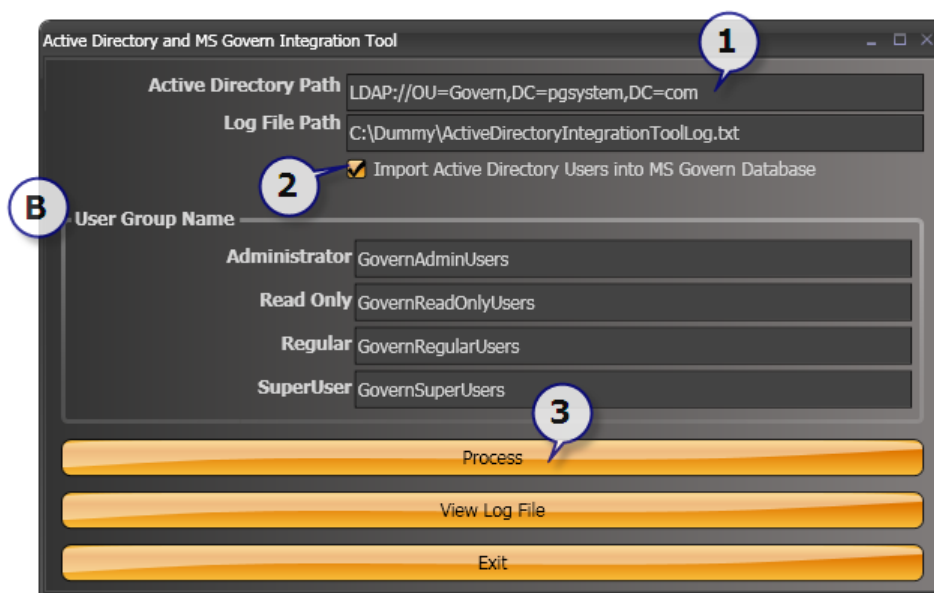 Active Directory and MS Govern Integration Tool
1
Active Directory Path LDAP://OU=Govern,DC=pgsystem,DC=com
Log File Path C:\Dummy\ActiveDirectoryIntegrationToolLog.txt
2 Import Active Directory Users into MS Govern Database
B
User Group Name
Administrator GovernAdminUsers
Read Only GovernReadOnlyUsers
Regular GovernRegularUsers
SuperUser GovernSuperUsers
3
Process
View Log File
Exit